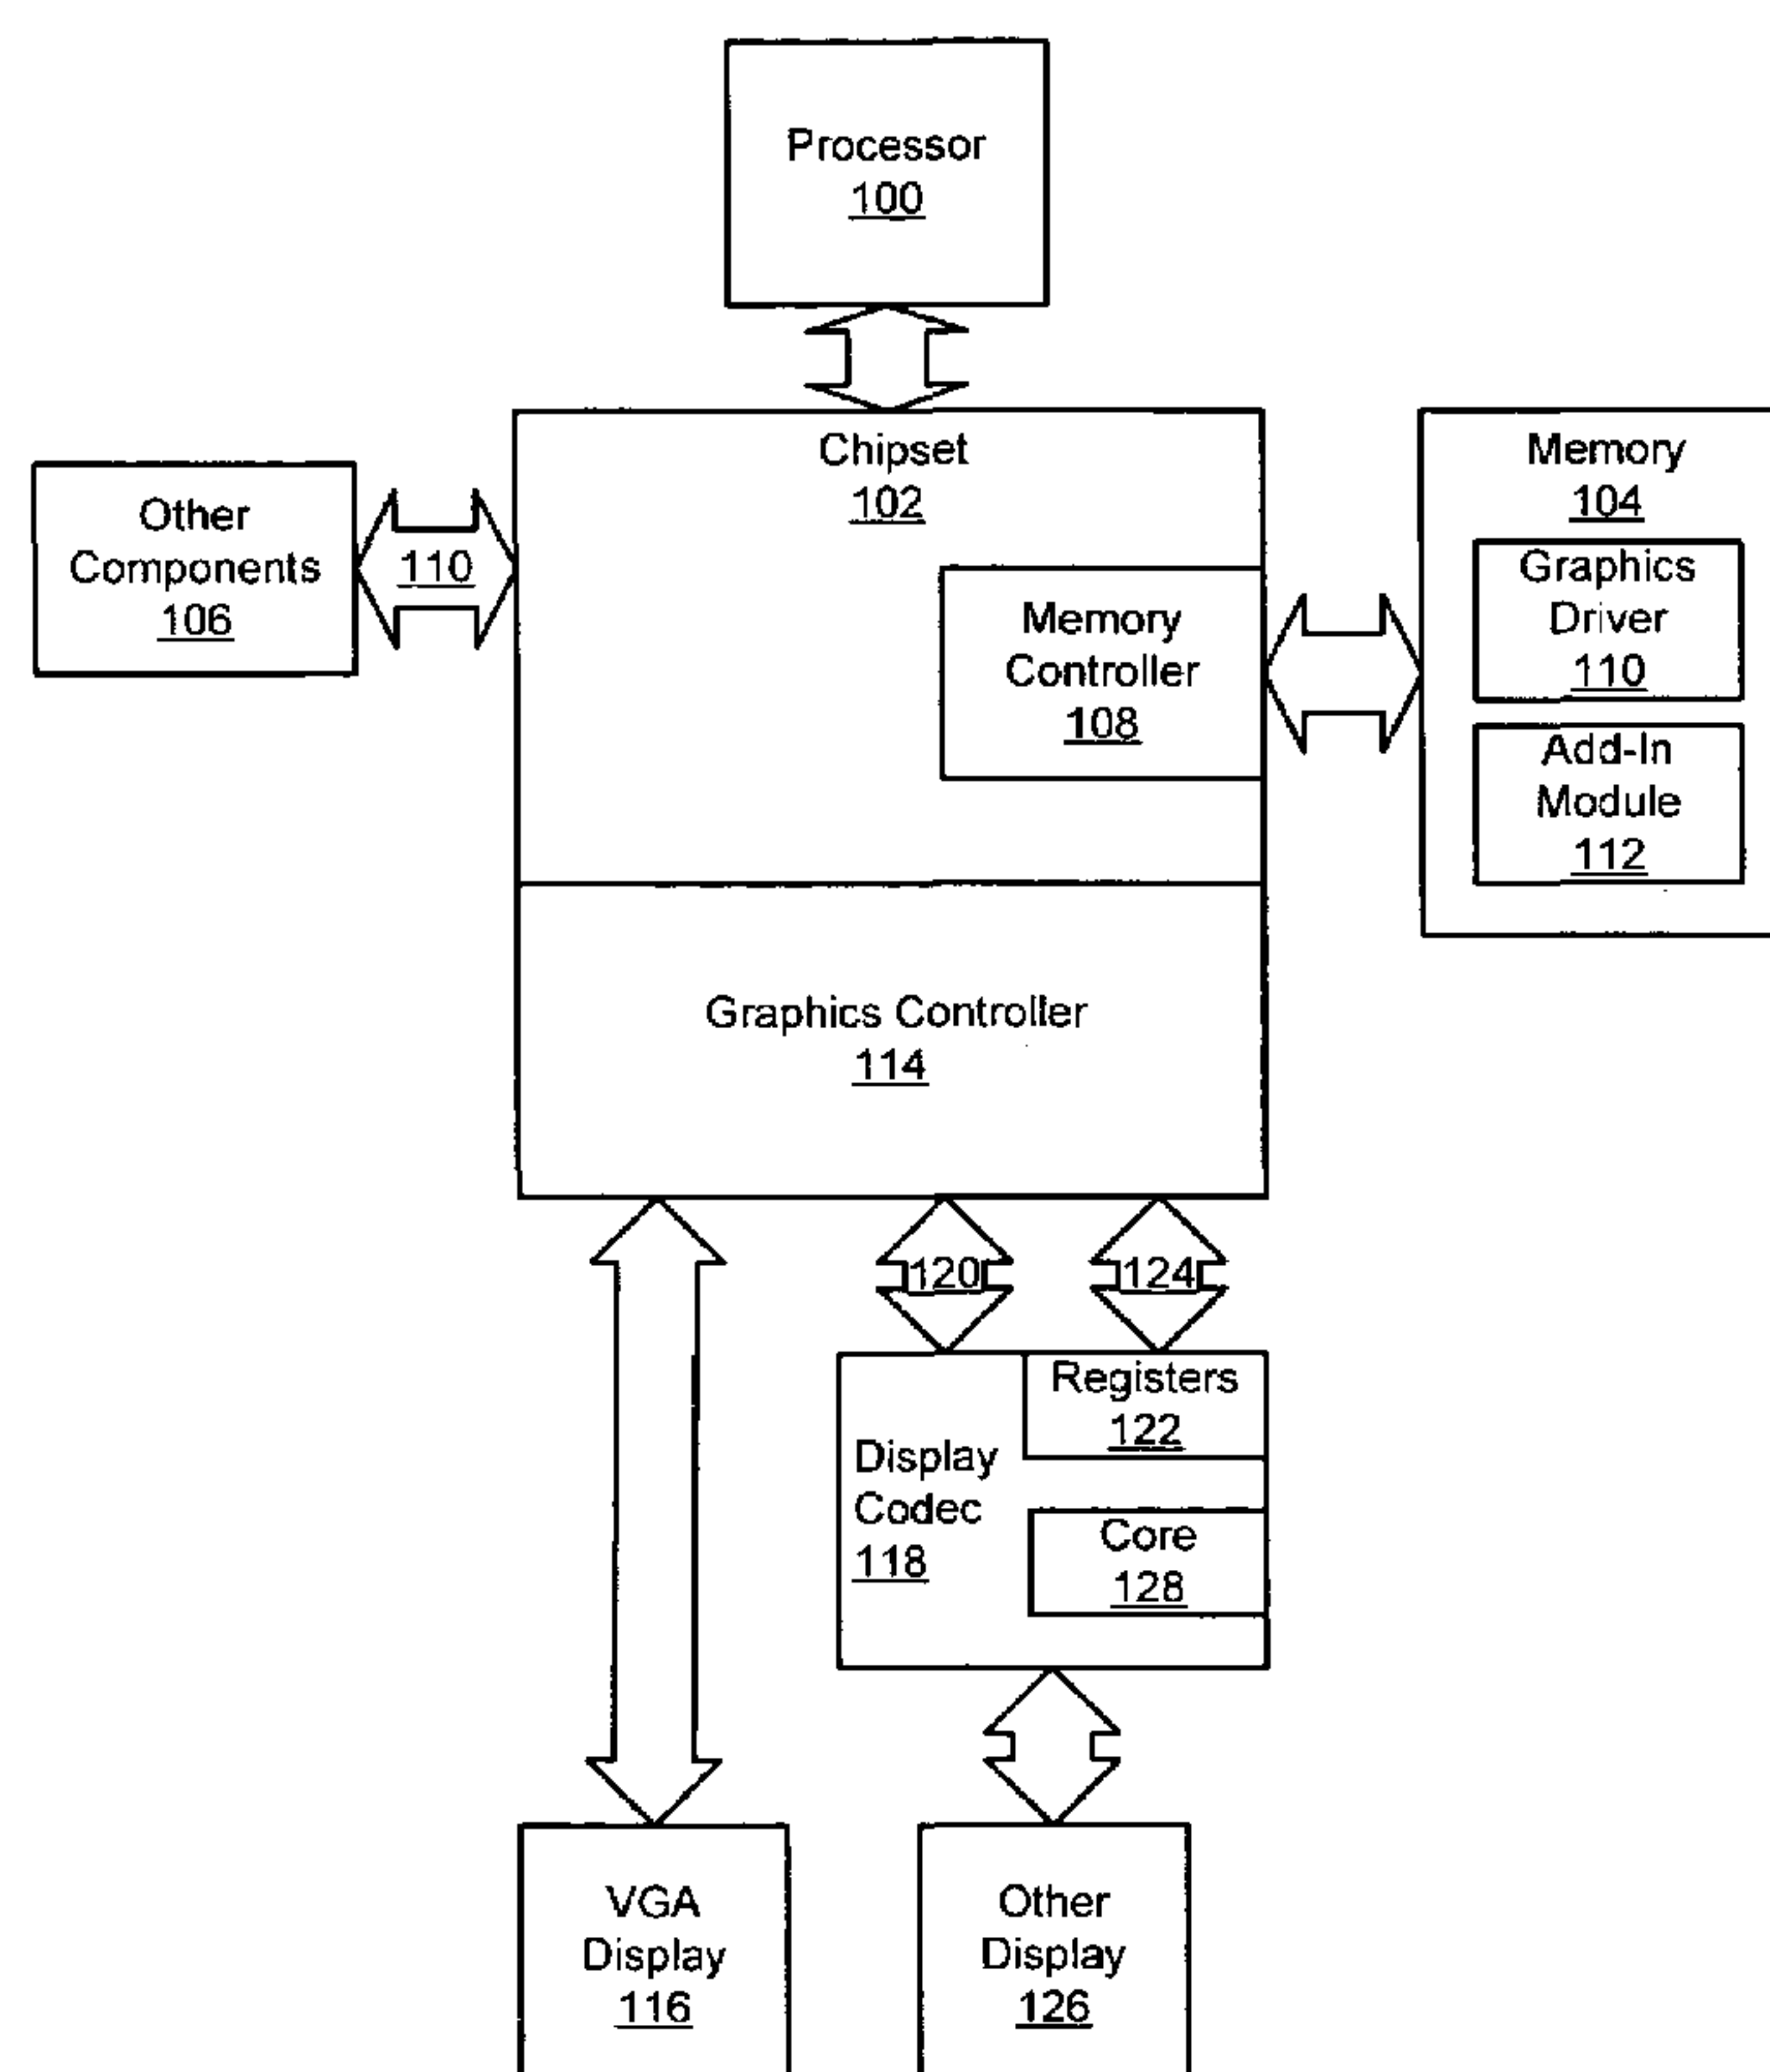 Processor
100
Chipset
102
Memory
104
Other
Components
106
110
Memory
Controller
108
Graphics
Driver
110
Add-In
Module
112
Graphics Controller
114
120
124
Registers
122
Display
Codec
118
Core
128
VGA
Display
116
Other
Display
126